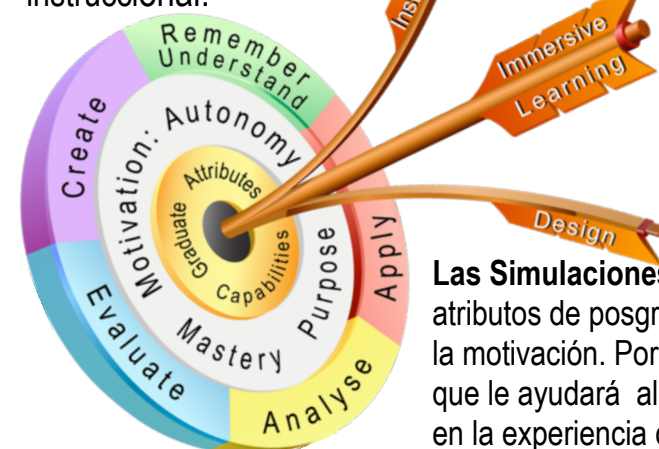 instruccional.
Immersive
Learning
Design
Remember
Understand
Apply
Analyse
Evaluate
Create
Motivation: Autonomy
Mastery
Purpose
Graduate
Attributes
Capabilities
Las Simulaciones
atributos de posgr
la motivación. Por
que le ayudará al
en la experiencia